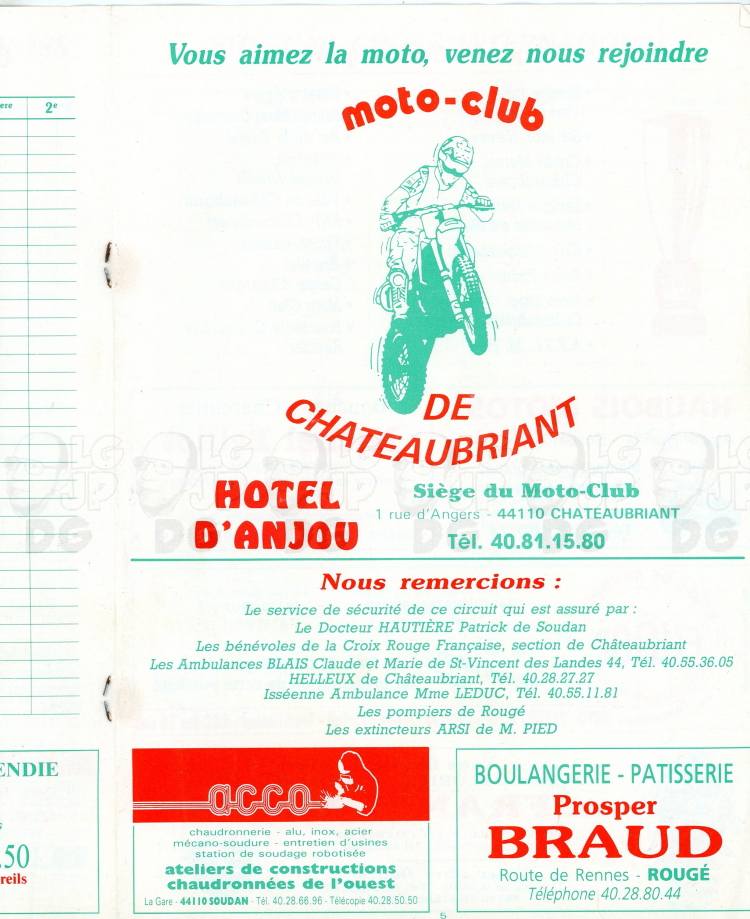 ere 2e
Vous aimez la moto, venez nous rejoindre
moto-club
DE
CHATEAUBRIANT
HOTEL
D'ANJOU
Siège du Moto-Club
1 rue d'Angers - 44110 CHATEAUBRIANT
Tél. 40.81.15.80
Nous remercions :
Le service de sécurité de ce circuit qui est assuré par :
Le Docteur HAUTIÈRE Patrick de Soudan
Les bénévoles de la Croix Rouge Française, section de Châteaubriant
Les Ambulances BLAIS Claude et Marie de St-Vincent des Landes 44, Tél. 40.55.36.05
HELLEUX de Châteaubriant, Tél. 40.28.27.27
Isséenne Ambulance Mme LEDUC, Tél. 40.55.11.81
Les pompiers de Rougé
Les extincteurs ARSI de M. PIED
ENDIE
.50
reils
acco
chaudronnerie - alu, inox, acier
mécano-soudure - entretien d'usines
station de soudage robotisée
ateliers de constructions
chaudronnées de l'ouest
La Gare - 44110 SOUDAN - Tél. 40.28.66.96 - Télécopie 40.28.50.50
BOULANGERIE - PATISSERIE
Prosper
BRAUD
Route de Rennes - ROUGÉ
Téléphone 40.28.80.44
5
LG
JP
DG